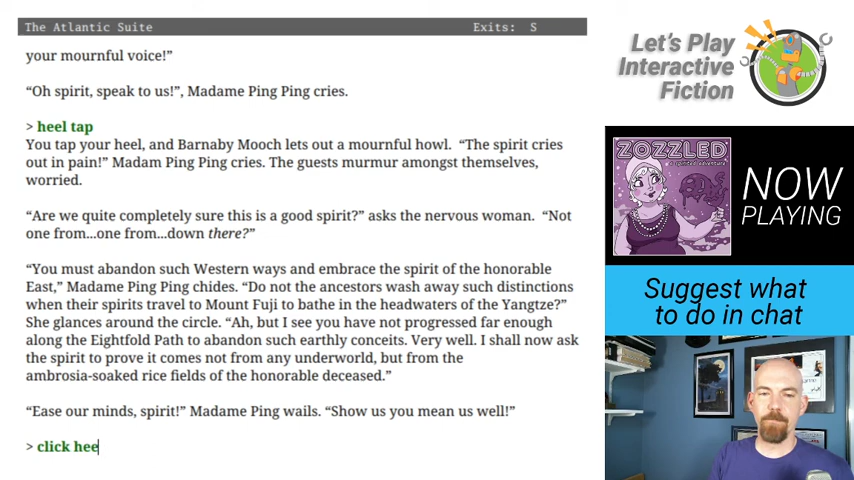 The Atlantic Suite Exits: S
your mournful voice!”
“Oh spirit, speak to us!”, Madame Ping Ping cries.
> heel tap
You tap your heel, and Barnaby Mooch lets out a mournful howl. “The spirit cries
out in pain!” Madam Ping Ping cries. The guests murmur amongst themselves,
worried.
“Are we quite completely sure this is a good spirit?” asks the nervous woman. “Not
one from...one from...down there?”
“You must abandon such Western ways and embrace the spirit of the honorable
East,” Madame Ping Ping chides. “Do not the ancestors wash away such distinctions
when their spirits travel to Mount Fuji to bathe in the headwaters of the Yangtze?”
She glances around the circle. “Ah, but I see you have not progressed far enough
along the Eightfold Path to abandon such earthly conceits. Very well. I shall now ask
the spirit to prove it comes not from any underworld, but from the
ambrosia-soaked rice fields of the honorable deceased.”
“Ease our minds, spirit!” Madame Ping wails. “Show us you mean us well!”
> click hee
Let’s Play
Interactive
Fiction
ZOZZLED
a spirited adventure
NOW
PLAYING
Suggest what
to do in chat